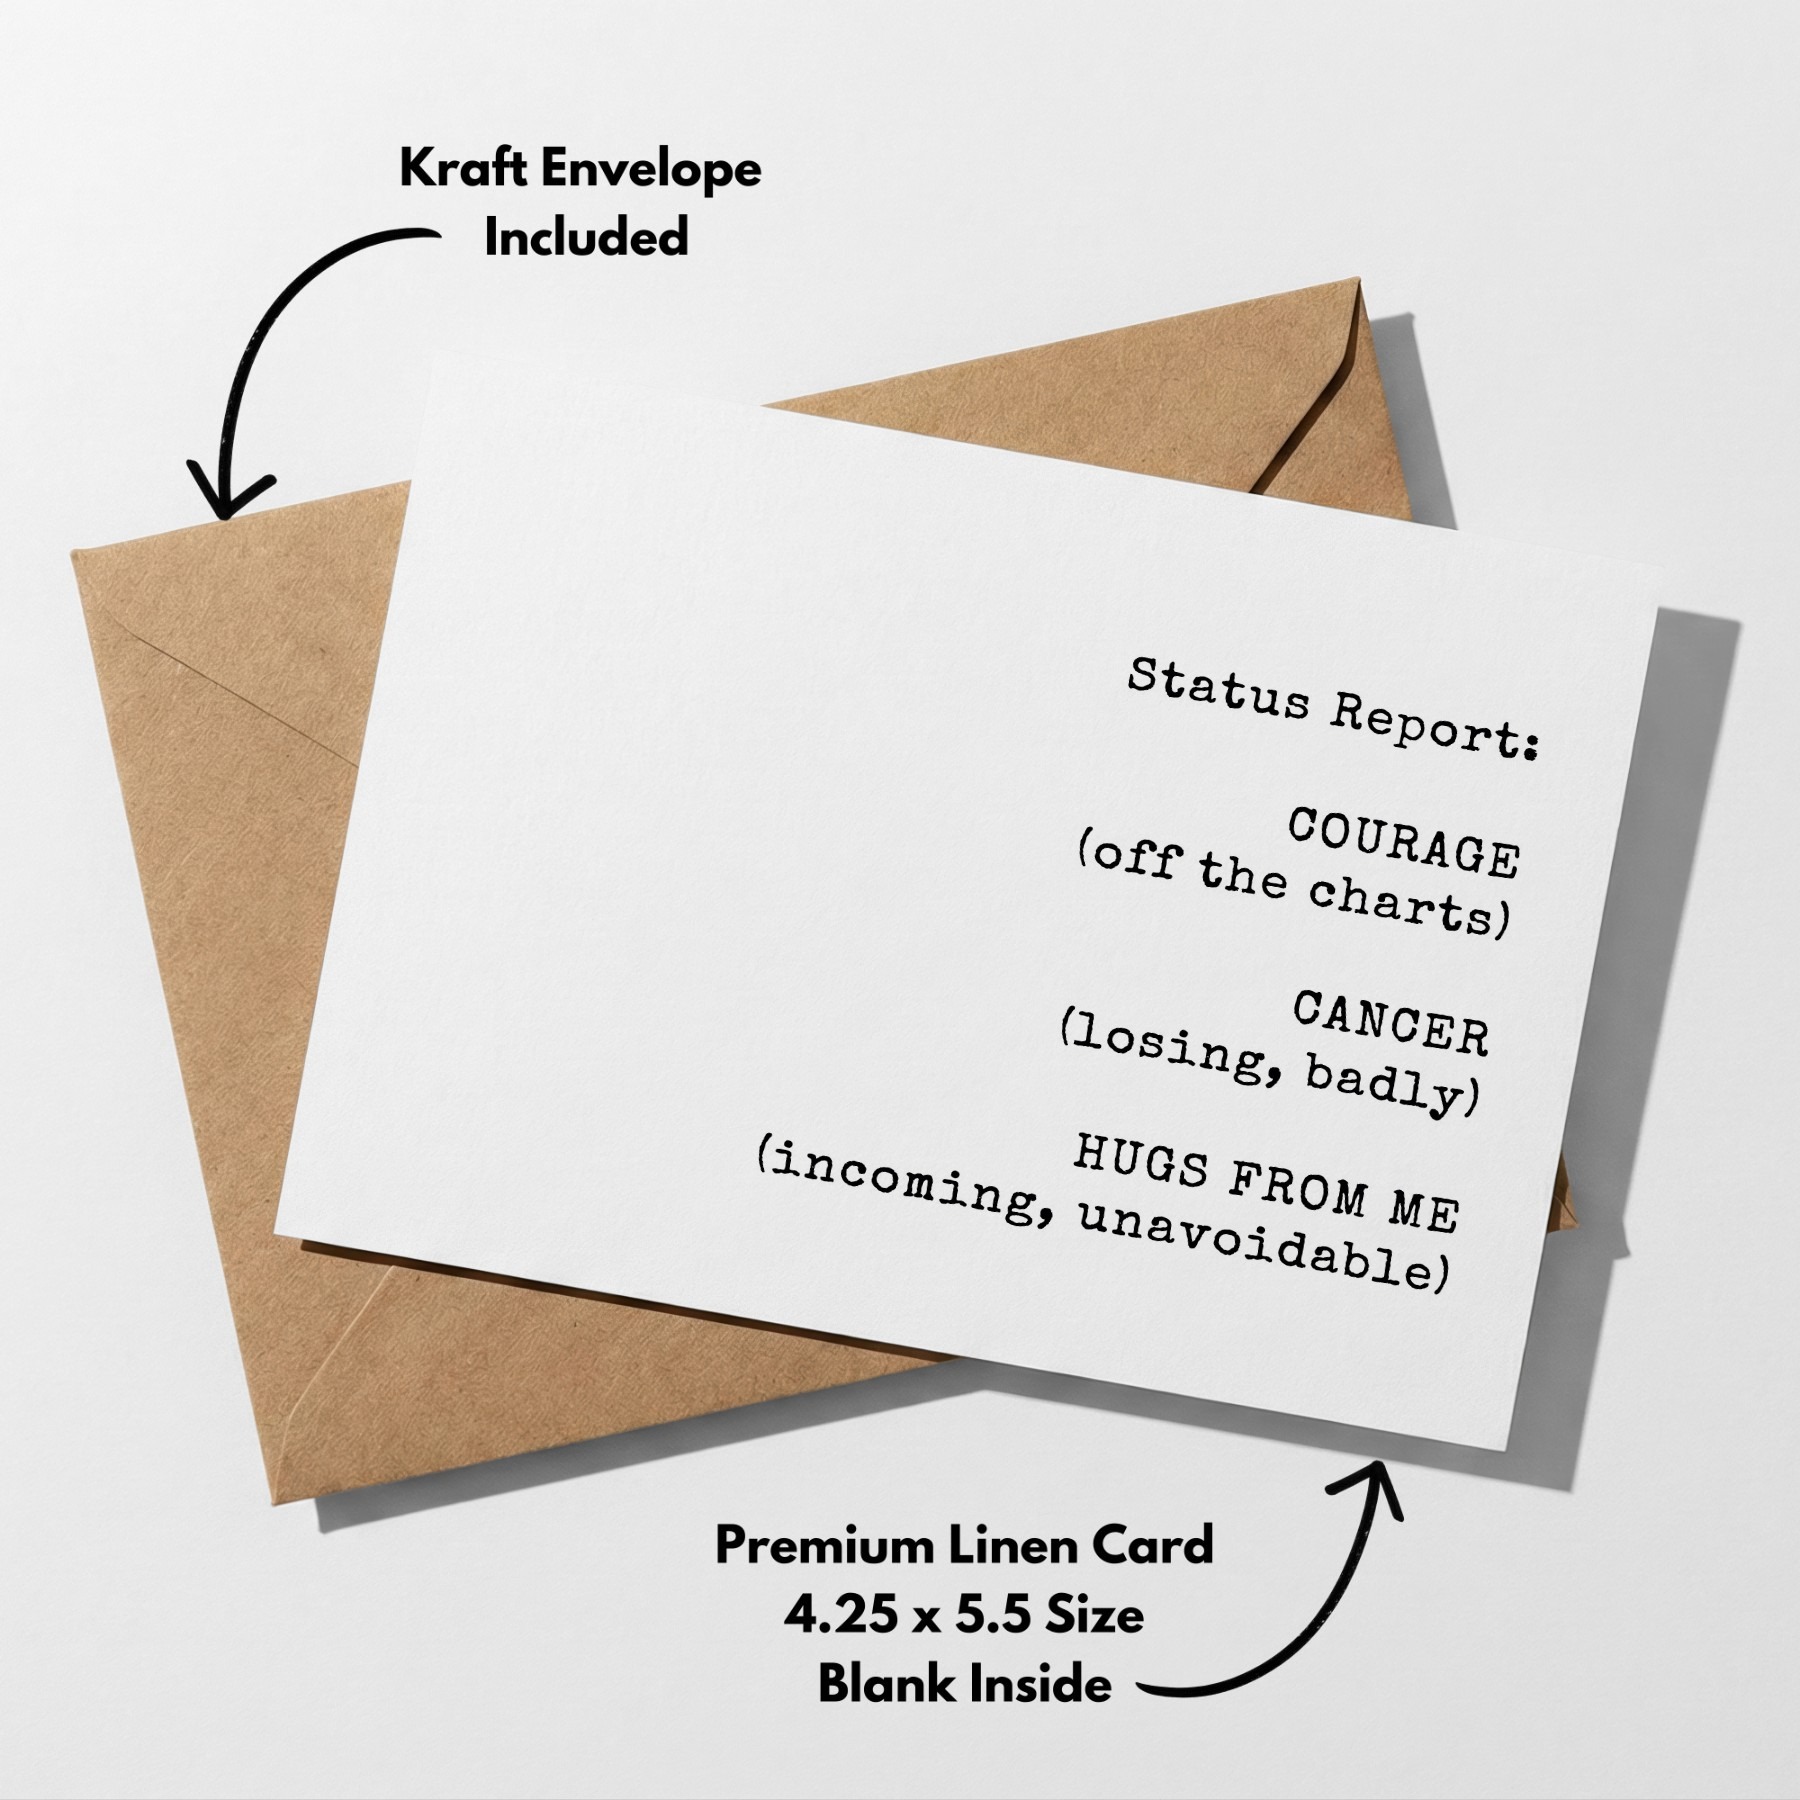 Kraft Envelope
Included
Status Report:
COURAGE
(off the charts)
CANCER
(losing, badly)
HUGS FROM ME
(incoming, unavoidable)
Premium Linen Card
4.25 x 5.5 Size
Blank Inside